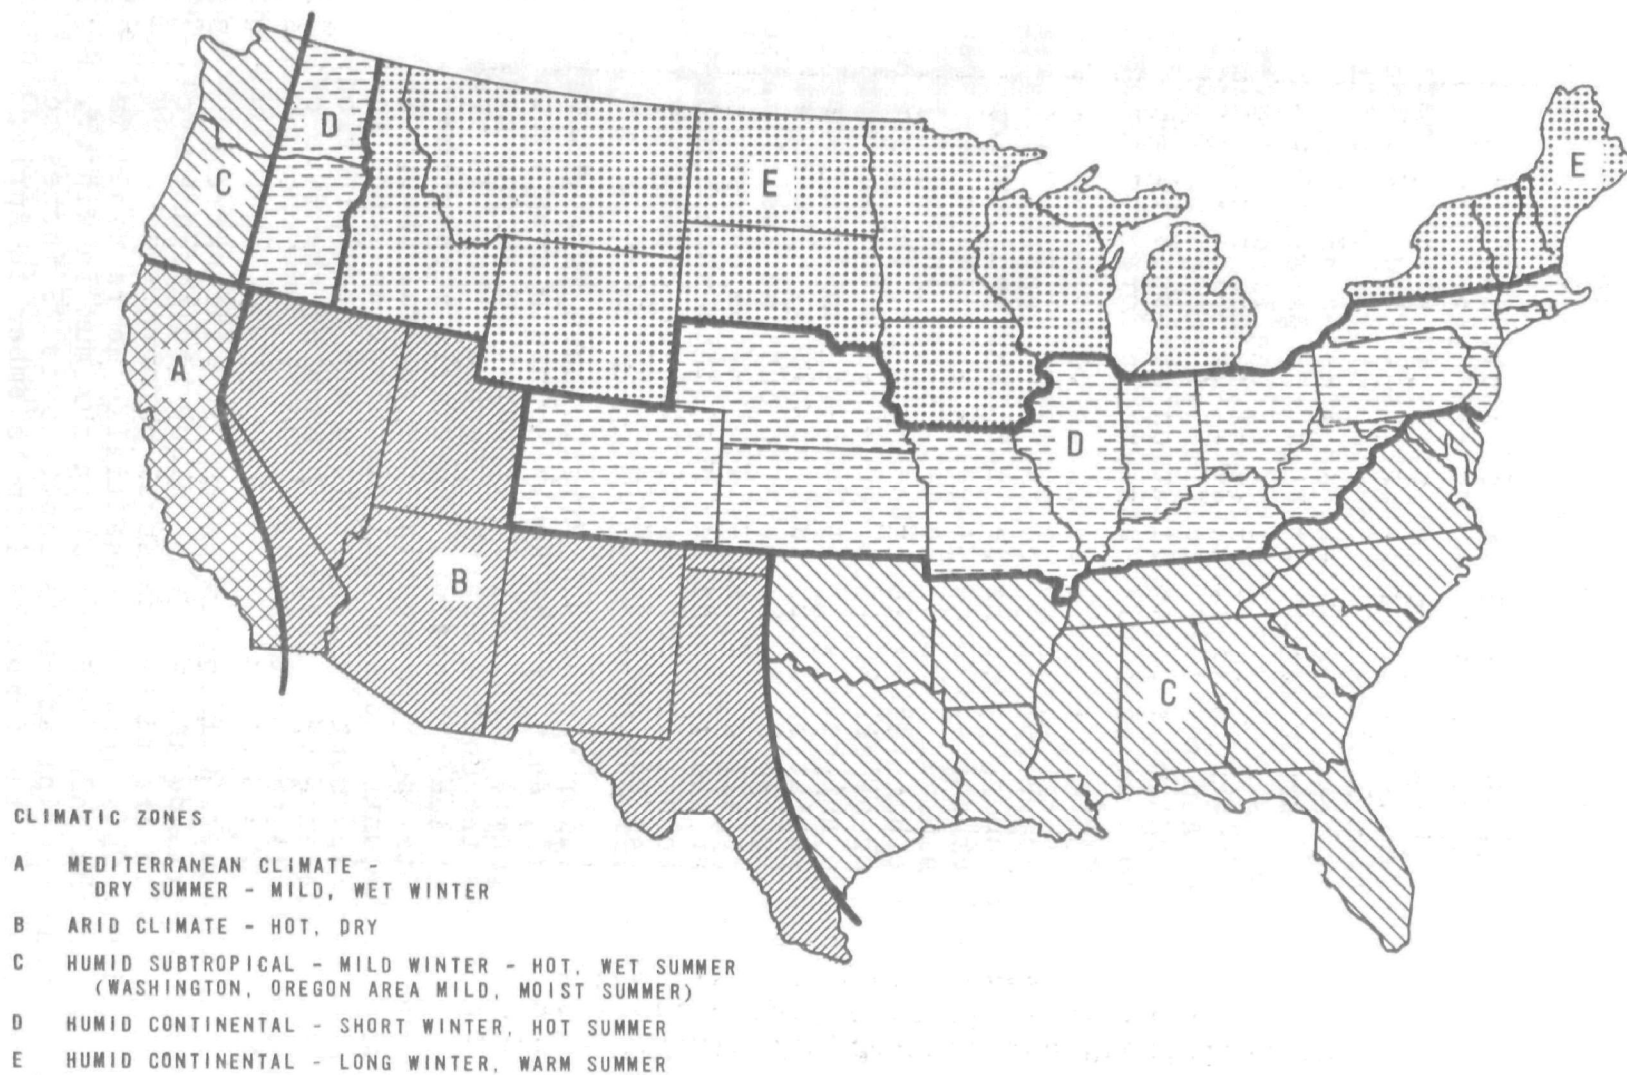 D
E
E
C
A
D
B
C
CLIMATIC ZONES
A MEDITERRANEAN CLIMATE -
DRY SUMMER - MILD, WET WINTER
B ARID CLIMATE - HOT, DRY
C HUMID SUBTROPICAL - MILD WINTER - HOT, WET SUMMER
(WASHINGTON, OREGON AREA MILD, MOIST SUMMER)
D HUMID CONTINENTAL - SHORT WINTER, HOT SUMMER
E HUMID CONTINENTAL - LONG WINTER, WARM SUMMER